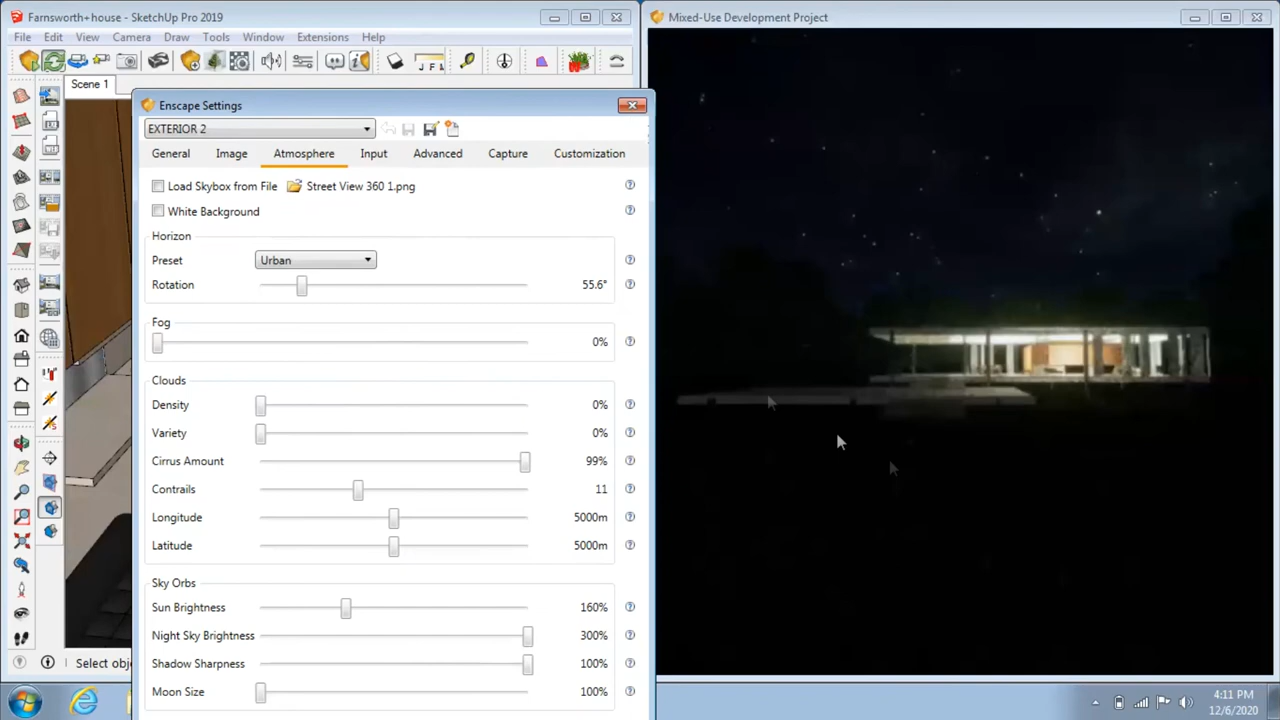 Farnsworth+house - SketchUp Pro 2019
Mixed-Use Development Project
File Edit View Camera Draw Tools Window Extensions Help
Scene 1
Enscape Settings
EXTERIOR 2
General Image Atmosphere Input Advanced Capture Customization
Load Skybox from File Street View 360 1.png
White Background
Horizon
Preset Urban
Rotation 55.6°
Fog
0%
Clouds
Density 0%
Variety 0%
Cirrus Amount 99%
Contrails 11
Longitude 5000m
Latitude 5000m
Sky Orbs
Sun Brightness 160%
Night Sky Brightness 300%
Shadow Sharpness 100%
Moon Size 100%
Select obj
4:11 PM
12/6/2020